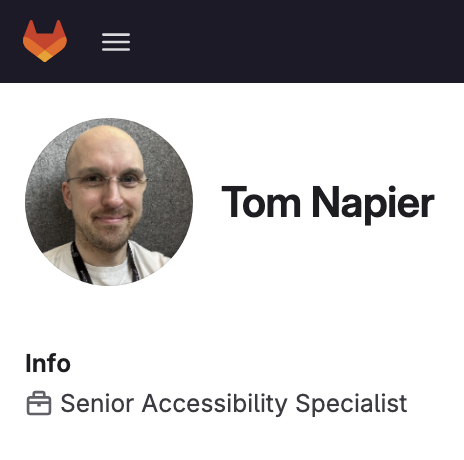 Tom Napier
Info
Senior Accessibility Specialist